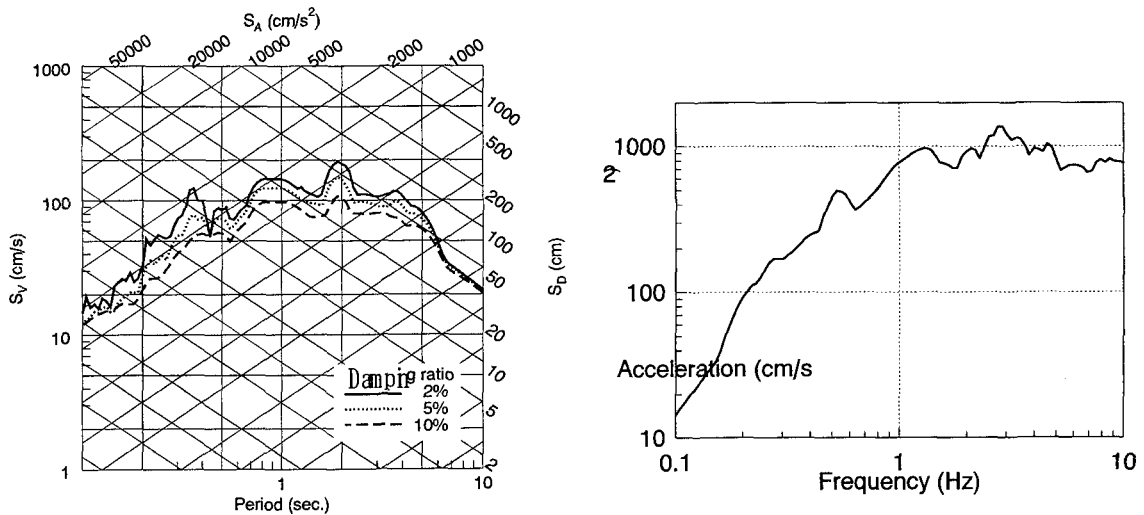 S_A (cm/s²)
50000 20000 10000 5000 2000 1000
1000
100
10
1
S_V (cm/s)
1000
500
200
100
50
20
10
5
2
S_D (cm)
Damping ratio
2%
5%
10%
1 10
Period (sec.)
2)
1000
100
10
Acceleration (cm/s
0.1 1 10
Frequency (Hz)